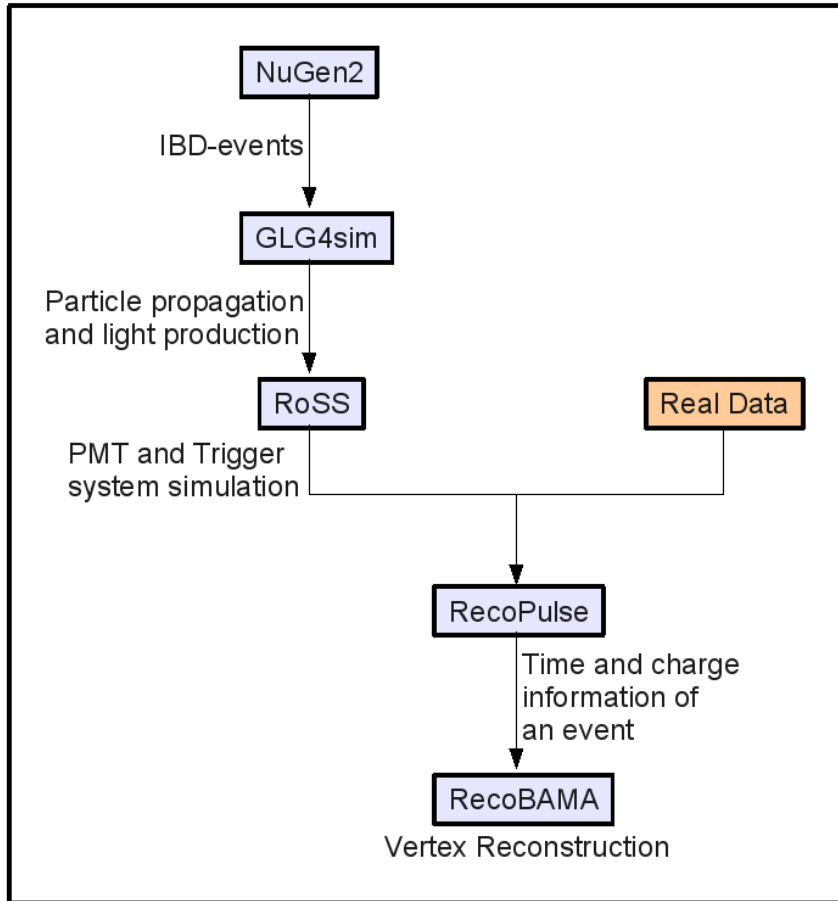 NuGen2
IBD-events
GLG4sim
Particle propagation
and light production
RoSS
Real Data
PMT and Trigger
system simulation
RecoPulse
Time and charge
information of
an event
RecoBAMA
Vertex Reconstruction